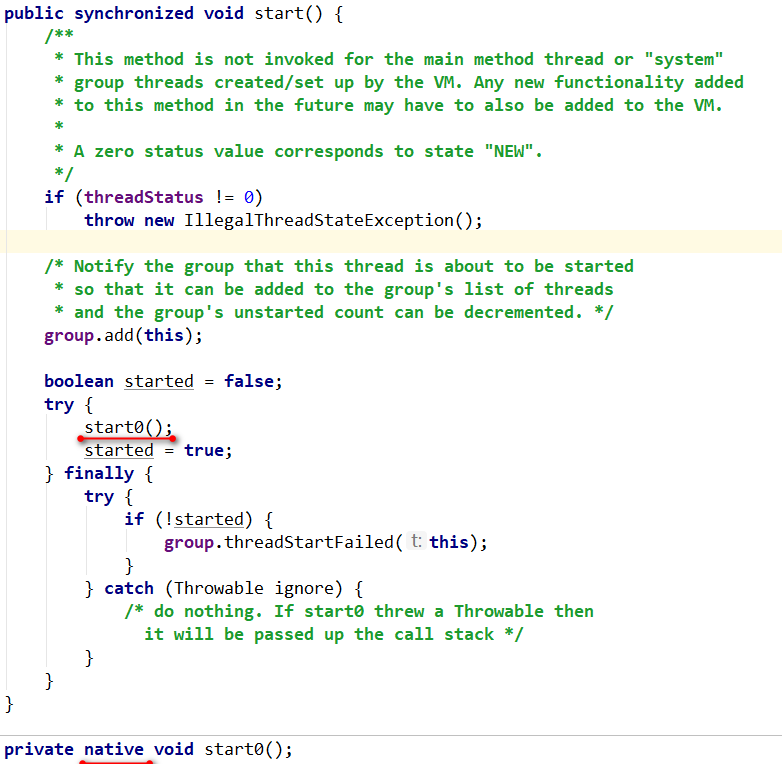 public synchronized void start() {
    /**
     * This method is not invoked for the main method thread or "system"
     * group threads created/set up by the VM. Any new functionality added
     * to this method in the future may have to also be added to the VM.
     *
     * A zero status value corresponds to state "NEW".
     */
    if (threadStatus != 0)
        throw new IllegalThreadStateException();
    /* Notify the group that this thread is about to be started
     * so that it can be added to the group's list of threads
     * and the group's unstarted count can be decremented. */
    group.add(this);
    boolean started = false;
    try {
        start0();
        started = true;
    } finally {
        try {
            if (!started) {
                group.threadStartFailed( t: this);
            }
        } catch (Throwable ignore) {
            /* do nothing. If start0 threw a Throwable then
              it will be passed up the call stack */
        }
    }
}
private native void start0();